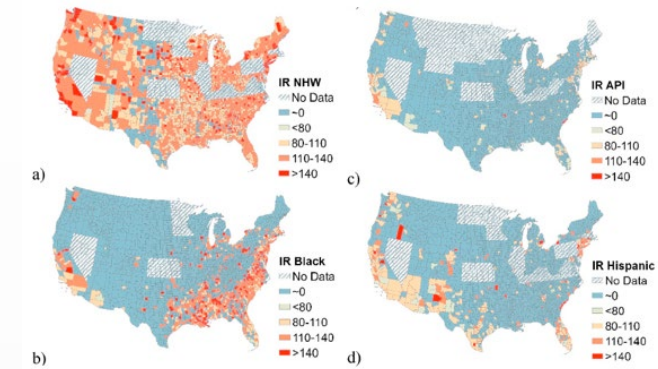 a)
IR NHW
No Data
~0
<80
80-110
110-140
>140
b)
IR Black
No Data
~0
<80
80-110
110-140
>140
c)
IR API
No Data
~0
<80
80-110
110-140
>140
d)
IR Hispanic
No Data
~0
<80
80-110
110-140
>140